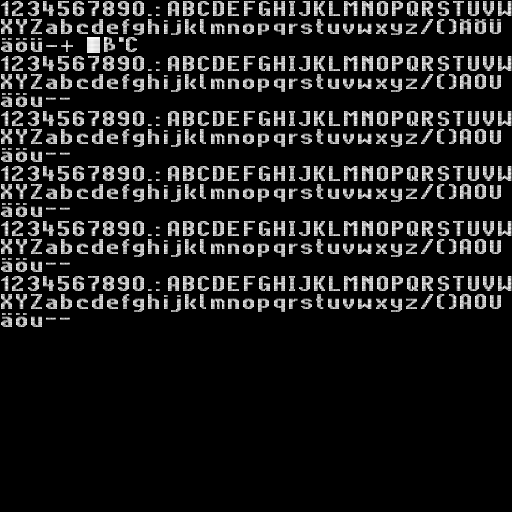 1234567890.:ABCDEFGHIJKLMNOPQRSTUVW
XYZabcdefghijklmnopqrstuvwxyz/()ÄÖÜ
äöü-+ ß°C
1234567890.:ABCDEFGHIJKLMNOPQRSTUVW
XYZabcdefghijklmnopqrstuvwxyz/()AOU
äöu--
1234567890.:ABCDEFGHIJKLMNOPQRSTUVW
XYZabcdefghijklmnopqrstuvwxyz/()AOU
äöu--
1234567890.:ABCDEFGHIJKLMNOPQRSTUVW
XYZabcdefghijklmnopqrstuvwxyz/()AOU
äöu--
1234567890.:ABCDEFGHIJKLMNOPQRSTUVW
XYZabcdefghijklmnopqrstuvwxyz/()AOU
äöu--
1234567890.:ABCDEFGHIJKLMNOPQRSTUVW
XYZabcdefghijklmnopqrstuvwxyz/()AOU
äöu--